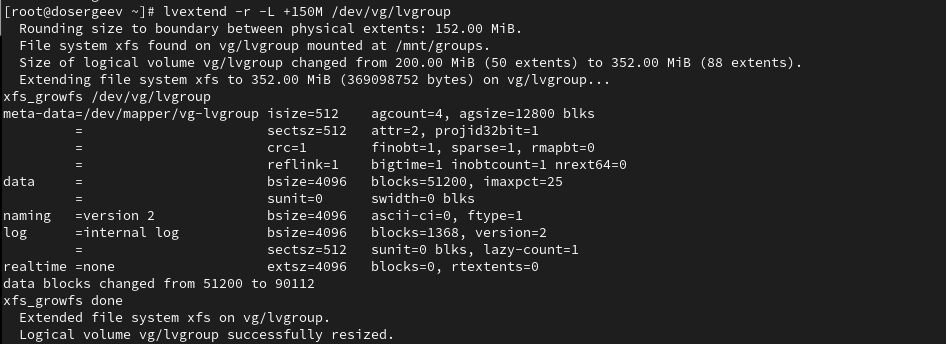 [root@dosergeev ~]# lvextend -r -L +150M /dev/vg/lvgroup
  Rounding size to boundary between physical extents: 152.00 MiB.
  File system xfs found on vg/lvgroup mounted at /mnt/groups.
  Size of logical volume vg/lvgroup changed from 200.00 MiB (50 extents) to 352.00 MiB (88 extents).
  Extending file system xfs to 352.00 MiB (369098752 bytes) on vg/lvgroup...
xfs_growfs /dev/vg/lvgroup
meta-data=/dev/mapper/vg-lvgroup isize=512    agcount=4, agsize=12800 blks
         =                       sectsz=512   attr=2, projid32bit=1
         =                       crc=1        finobt=1, sparse=1, rmapbt=0
         =                       reflink=1    bigtime=1 inobtcount=1 nrext64=0
data     =                       bsize=4096   blocks=51200, imaxpct=25
         =                       sunit=0      swidth=0 blks
naming   =version 2              bsize=4096   ascii-ci=0, ftype=1
log      =internal log           bsize=4096   blocks=1368, version=2
         =                       sectsz=512   sunit=0 blks, lazy-count=1
realtime =none                   extsz=4096   blocks=0, rtextents=0
data blocks changed from 51200 to 90112
xfs_growfs done
  Extended file system xfs on vg/lvgroup.
  Logical volume vg/lvgroup successfully resized.